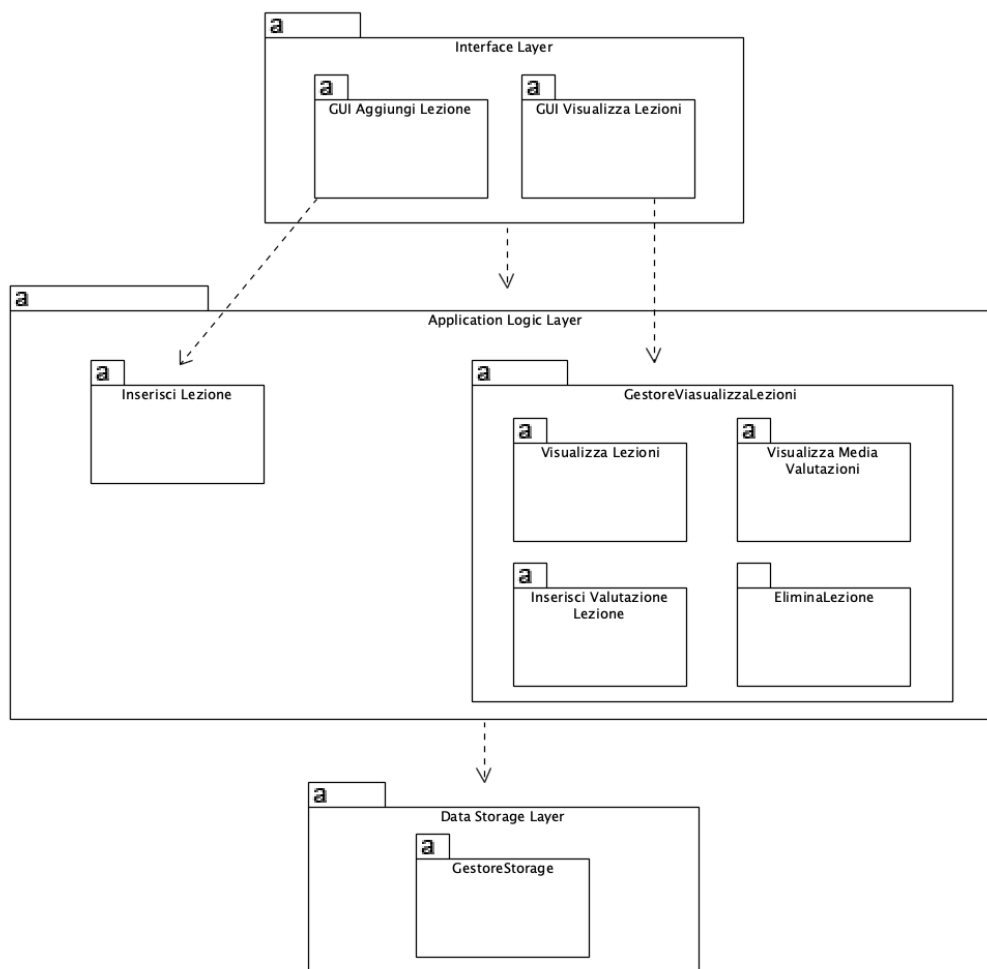 a
Interface Layer
a
GUI Aggiungi Lezione
a
GUI Visualizza Lezioni
a
Application Logic Layer
a
Inserisci Lezione
a
GestoreViasualizzaLezioni
a
Visualizza Lezioni
a
Visualizza Media
Valutazioni
a
Inserisci Valutazione
Lezione
EliminaLezione
a
Data Storage Layer
a
GestoreStorage